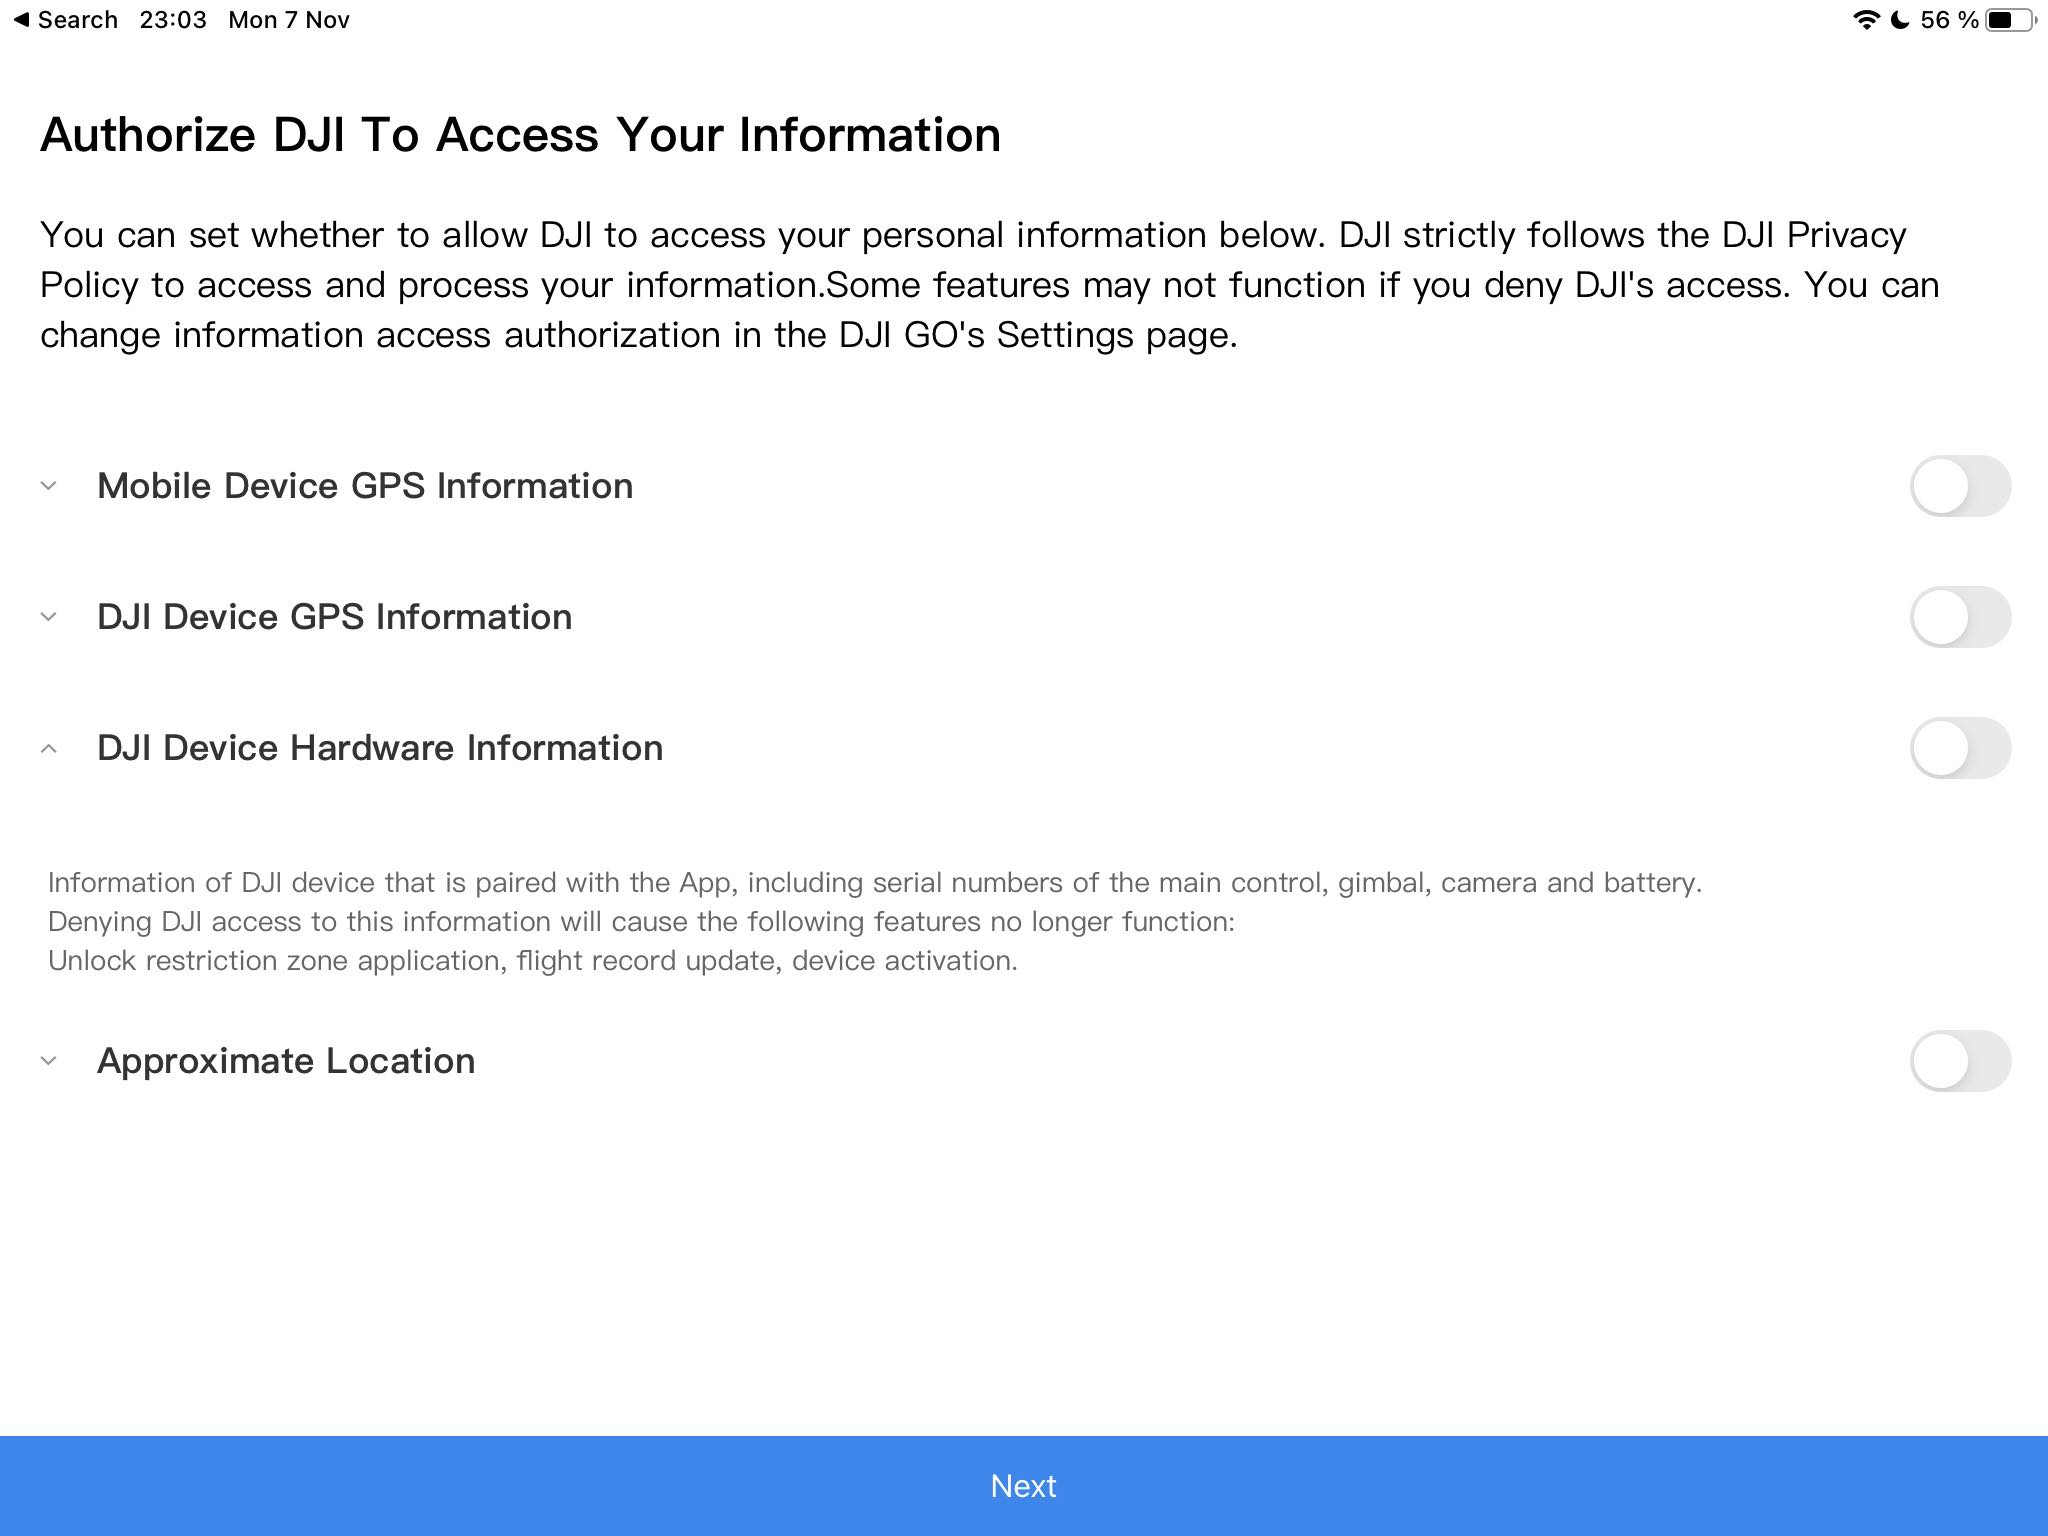 Search 23:03 Mon 7 Nov 56 %
Authorize DJI To Access Your Information
You can set whether to allow DJI to access your personal information below. DJI strictly follows the DJI Privacy
Policy to access and process your information.Some features may not function if you deny DJI's access. You can
change information access authorization in the DJI GO's Settings page.
Mobile Device GPS Information
DJI Device GPS Information
DJI Device Hardware Information
Information of DJI device that is paired with the App, including serial numbers of the main control, gimbal, camera and battery.
Denying DJI access to this information will cause the following features no longer function:
Unlock restriction zone application, flight record update, device activation.
Approximate Location
Next